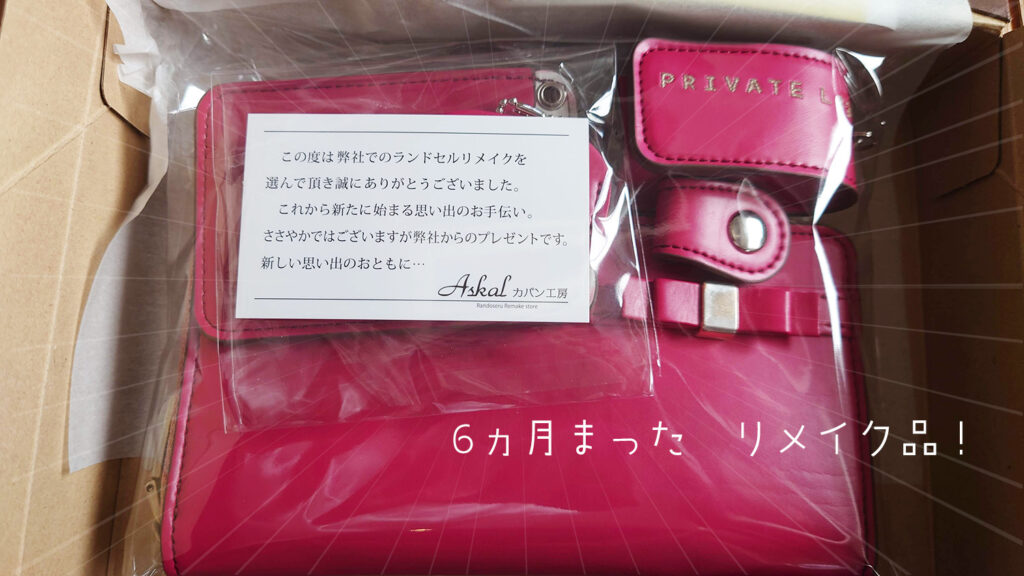 PRIVATE
この度は弊社でのランドセルリメイクを
選んで頂き誠にありがとうございました。
これから新たに始まる思い出のお手伝い。
ささやかではございますが弊社からのプレゼントです。
新しい思い出のおともに…
Askal カバン工房
Randoseru Remake store
6ヵ月まった リメイク品!